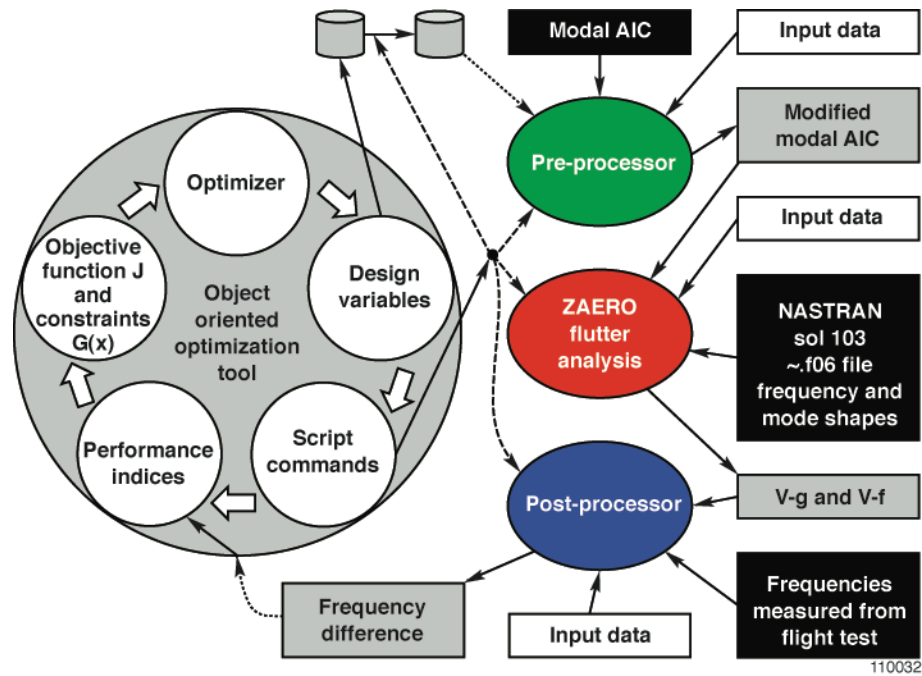 Modal AIC
Input data
Modified
modal AIC
Pre-processor
Optimizer
Input data
Objective
function J
and
constraints
G(x)
Object
oriented
optimization
tool
Design
variables
ZAERO
flutter
analysis
NASTRAN
sol 103
~.f06 file
frequency and
mode shapes
Performance
indices
Script
commands
Post-processor
V-g and V-f
Frequency
difference
Input data
Frequencies
measured from
flight test
110032